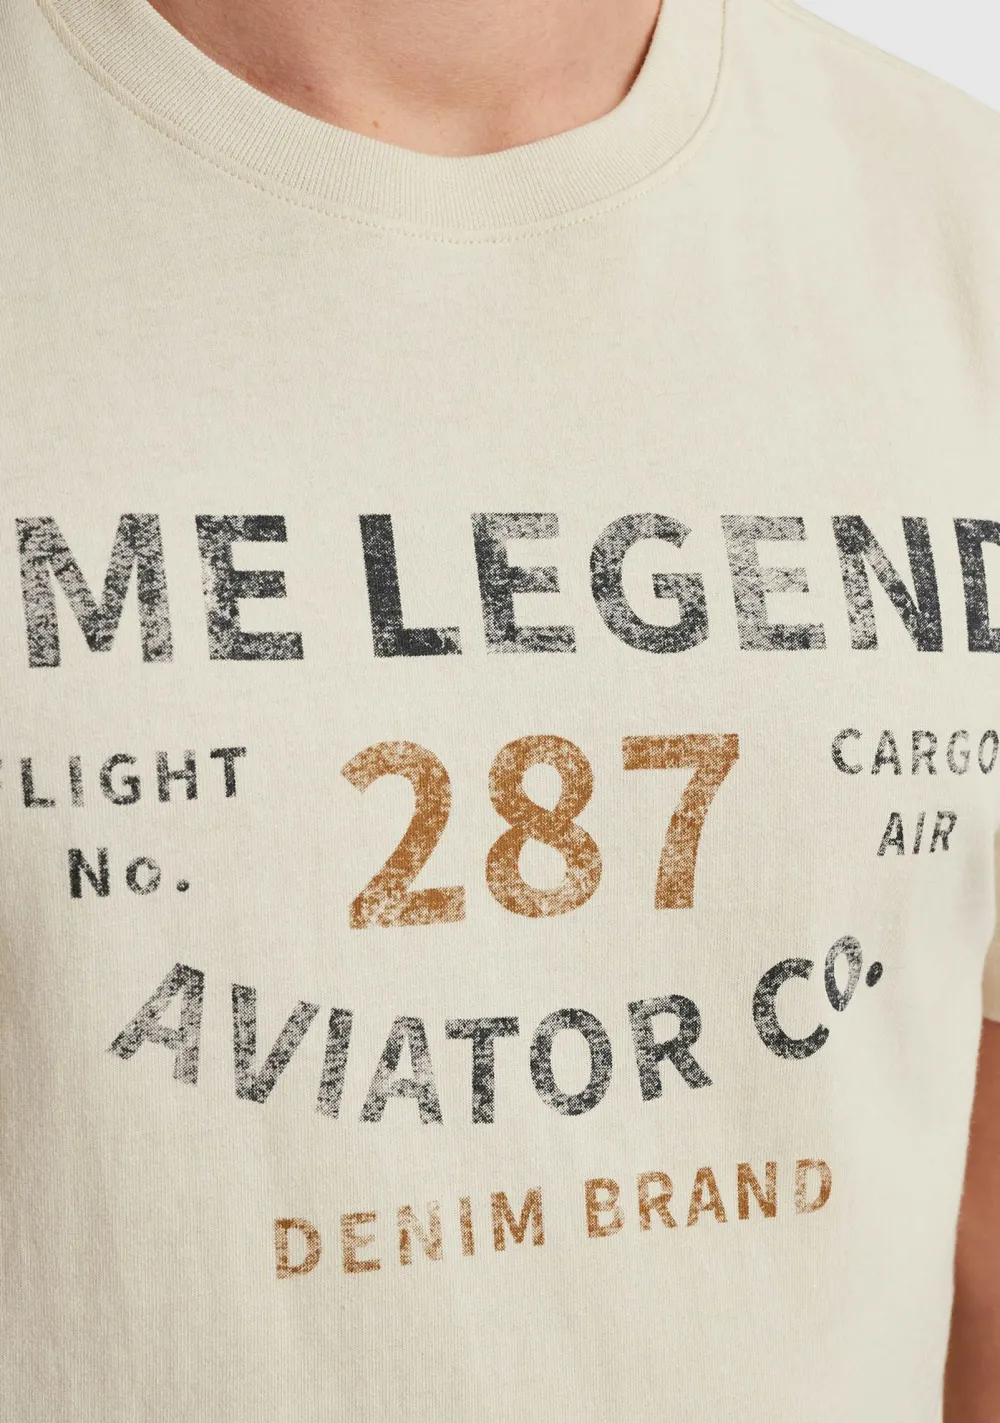 ME LEGEND
FLIGHT No. 287 CARGO AIR
AVIATOR Co.
DENIM BRAND